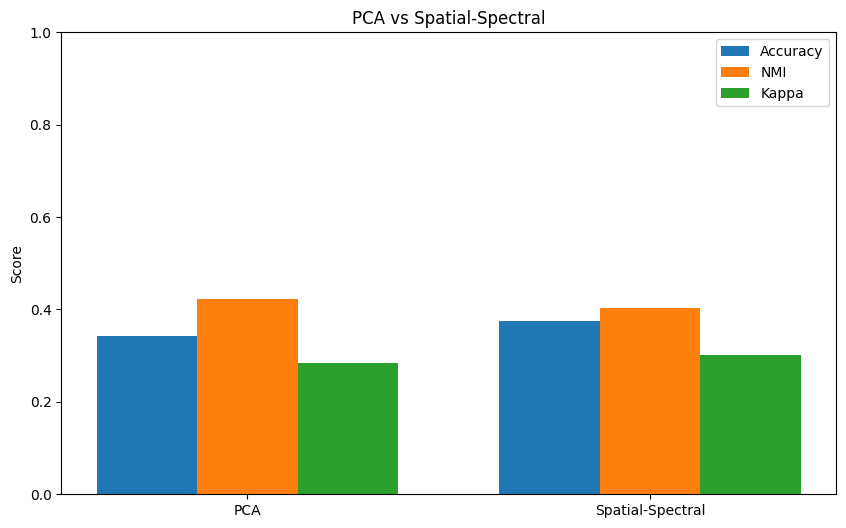 PCA vs Spatial-Spectral
Accuracy
NMI
Kappa
Score
1.0
0.8
0.6
0.4
0.2
0.0
PCA
Spatial-Spectral